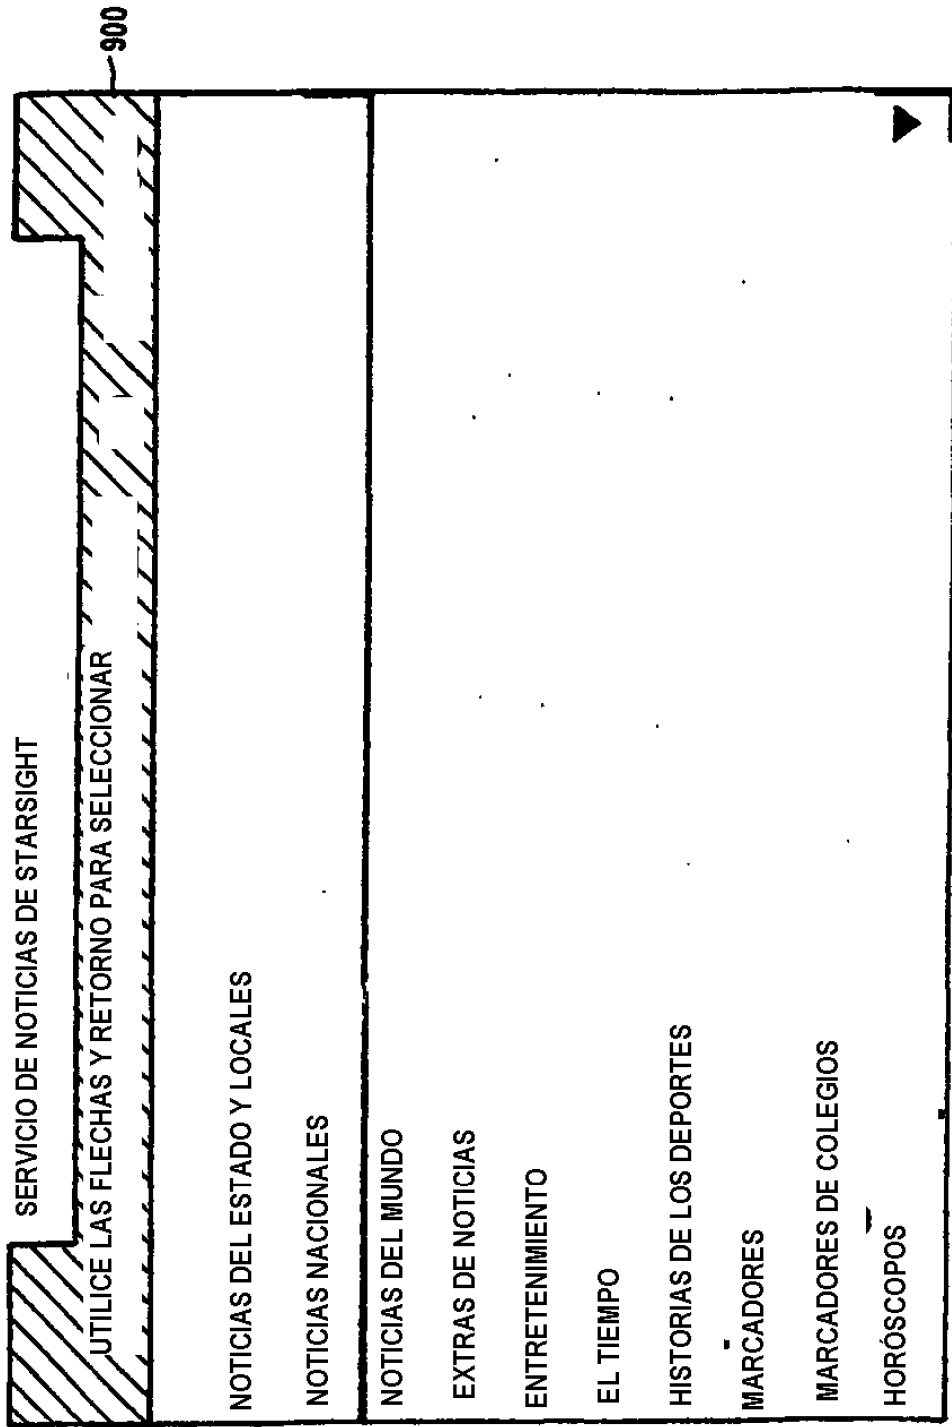 SERVICIO DE NOTICIAS DE STARSIGHT
UTILICE LAS FLECHAS Y RETORNO PARA SELECCIONAR
900
NOTICIAS DEL ESTADO Y LOCALES
NOTICIAS NACIONALES
NOTICIAS DEL MUNDO
EXTRAS DE NOTICIAS
ENTRETENIMIENTO
EL TIEMPO
HISTORIAS DE LOS DEPORTES
MARCADORES
MARCADORES DE COLEGIOS
HORÓSCOPOS